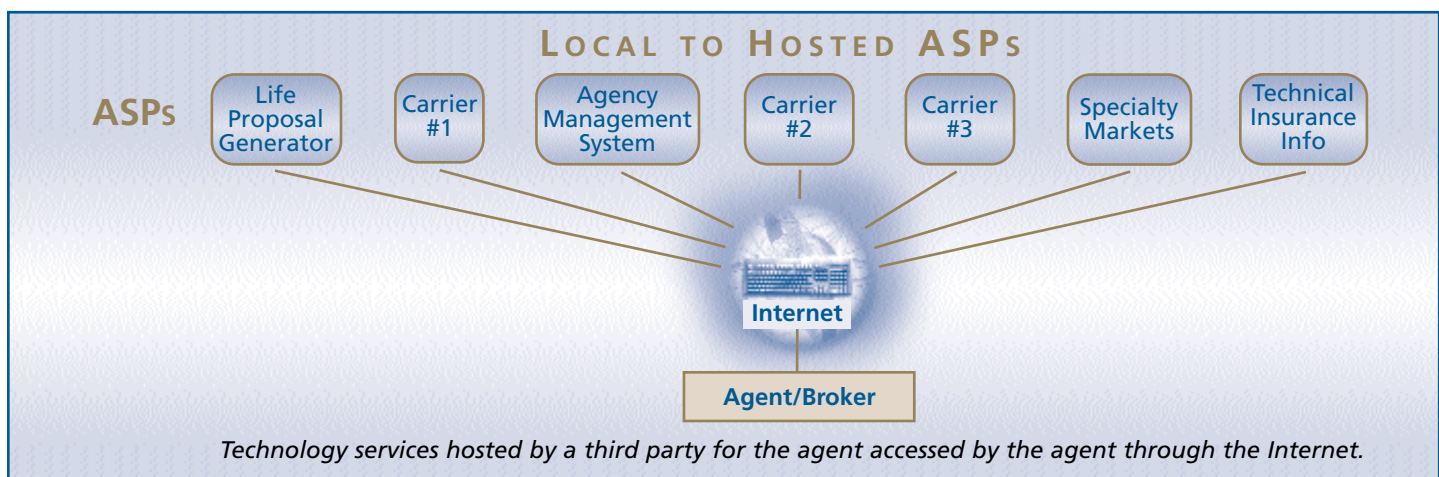 LOCAL TO HOSTED ASPS
ASPs
Life
Proposal
Generator
Carrier
#1
Agency
Management
System
Carrier
#2
Carrier
#3
Specialty
Markets
Technical
Insurance
Info
Internet
Agent/Broker
Technology services hosted by a third party for the agent accessed by the agent through the Internet.